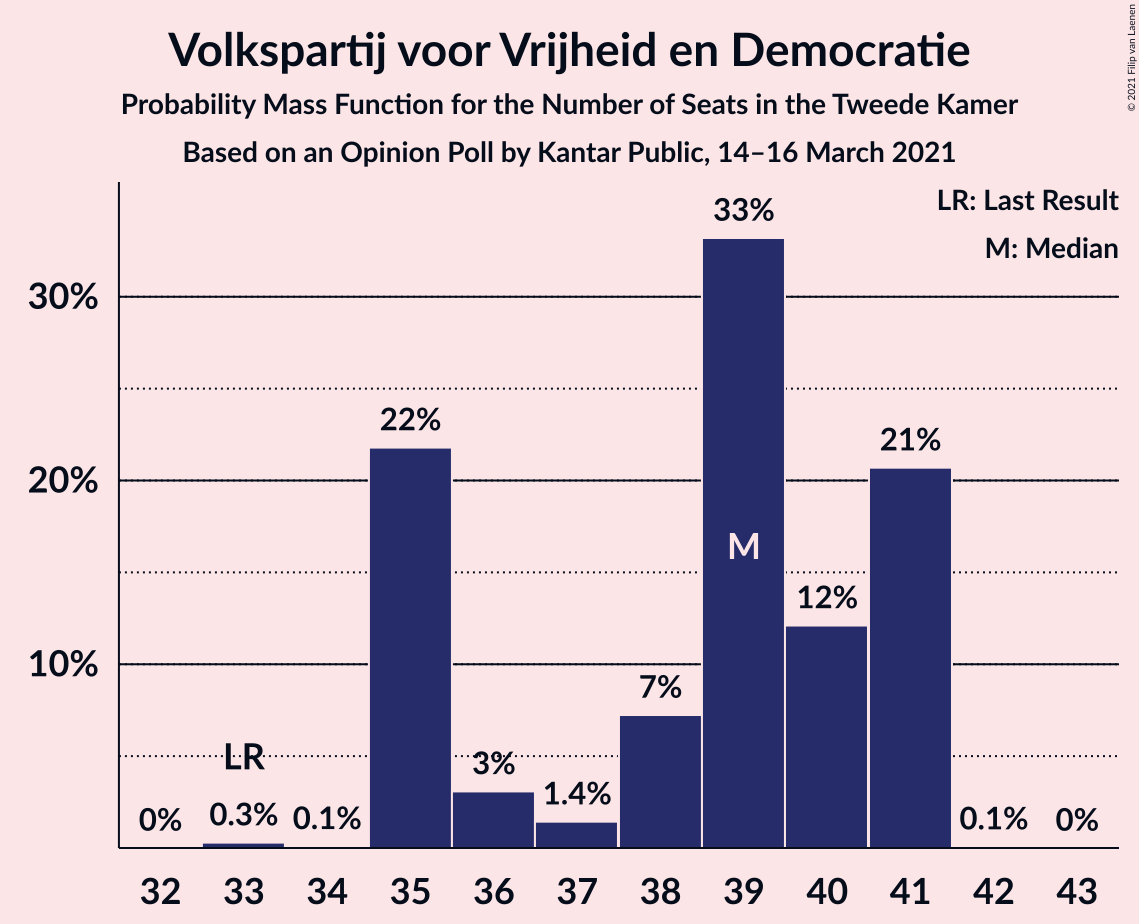 Volkspartij voor Vrijheid en Democratie
Probability Mass Function for the Number of Seats in the Tweede Kamer
Based on an Opinion Poll by Kantar Public, 14–16 March 2021
© 2021 Filip van Laenen
LR: Last Result
M: Median
30%
20%
10%
0%
LR
0.3%
0.1%
22%
3%
1.4%
7%
33%
M
12%
21%
0.1%
0%
32 33 34 35 36 37 38 39 40 41 42 43